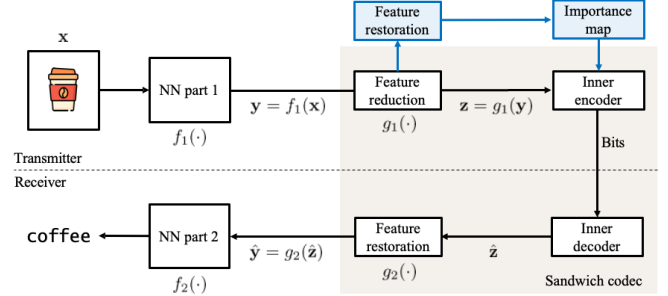 Feature
restoration
Importance
map
x
NN part 1
f₁(·)
y = f₁(x)
Feature
reduction
g₁(·)
z = g₁(y)
Inner
encoder
Bits
Transmitter
Receiver
coffee
NN part 2
f₂(·)
ŷ = g₂(ẑ)
Feature
restoration
g₂(·)
ẑ
Inner
decoder
Sandwich codec